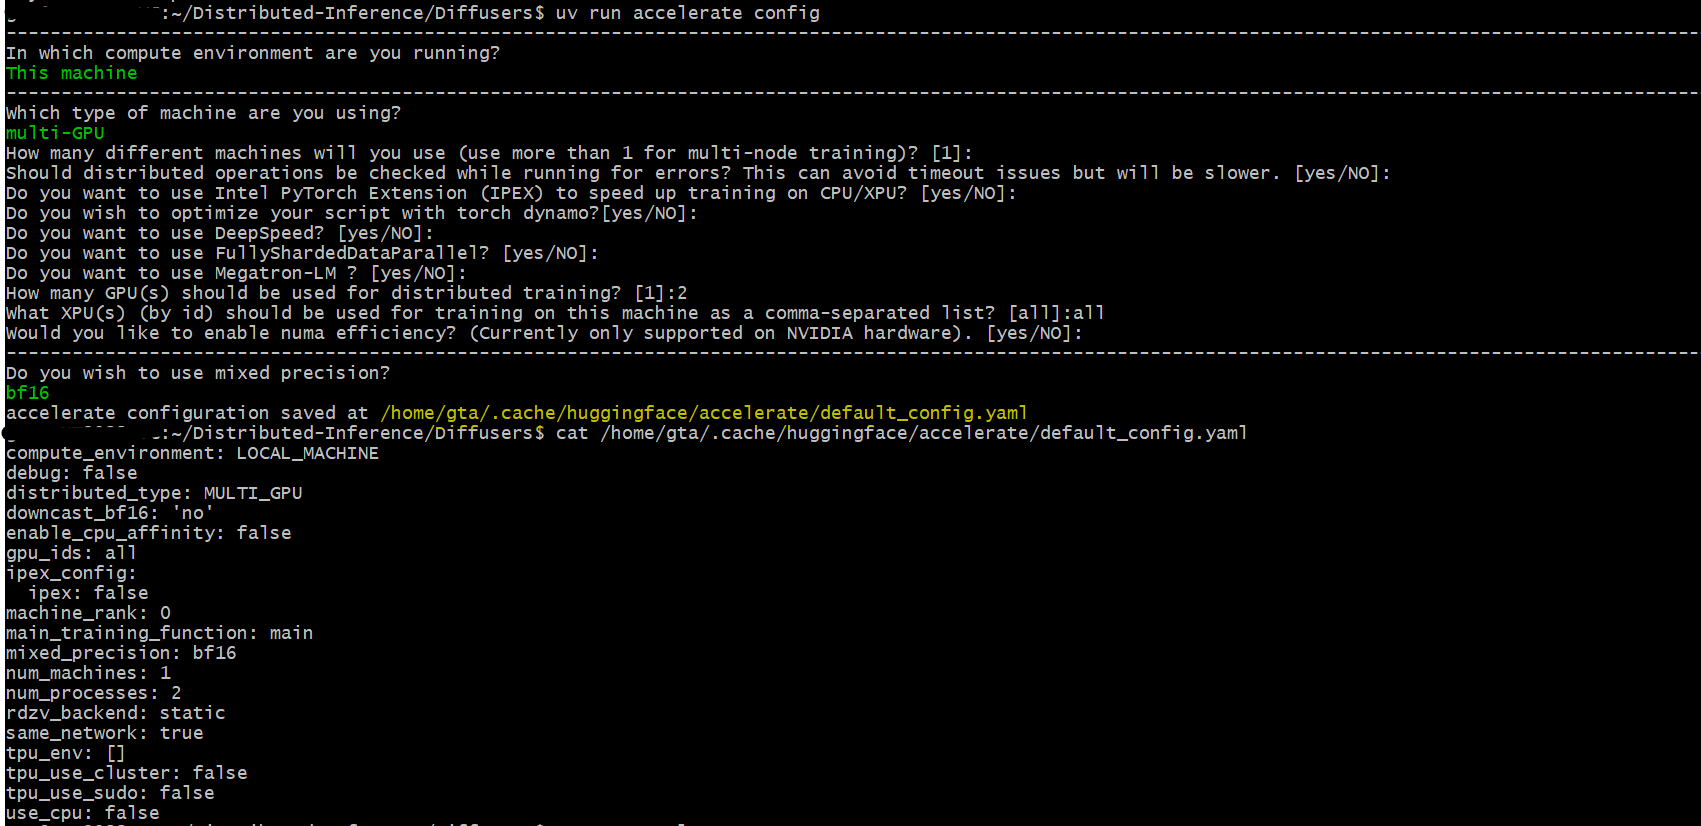 :~/Distributed-Inference/Diffusers$ uv run accelerate config
--------------------------------------------------------------------------------------------------------------------------------------------------------
In which compute environment are you running?
This machine
--------------------------------------------------------------------------------------------------------------------------------------------------------
Which type of machine are you using?
multi-GPU
How many different machines will you use (use more than 1 for multi-node training)? [1]:
Should distributed operations be checked while running for errors? This can avoid timeout issues but will be slower. [yes/NO]:
Do you want to use Intel PyTorch Extension (IPEX) to speed up training on CPU/XPU? [yes/NO]:
Do you wish to optimize your script with torch dynamo?[yes/NO]:
Do you want to use DeepSpeed? [yes/NO]:
Do you want to use FullyShardedDataParallel? [yes/NO]:
Do you want to use Megatron-LM ? [yes/NO]:
How many GPU(s) should be used for distributed training? [1]:2
What XPU(s) (by id) should be used for training on this machine as a comma-separated list? [all]:all
Would you like to enable numa efficiency? (Currently only supported on NVIDIA hardware). [yes/NO]:
--------------------------------------------------------------------------------------------------------------------------------------------------------
Do you wish to use mixed precision?
bf16
accelerate configuration saved at /home/gta/.cache/huggingface/accelerate/default_config.yaml
:~/Distributed-Inference/Diffusers$ cat /home/gta/.cache/huggingface/accelerate/default_config.yaml
compute_environment: LOCAL_MACHINE
debug: false
distributed_type: MULTI_GPU
downcast_bf16: 'no'
enable_cpu_affinity: false
gpu_ids: all
ipex_config:
  ipex: false
machine_rank: 0
main_training_function: main
mixed_precision: bf16
num_machines: 1
num_processes: 2
rdzv_backend: static
same_network: true
tpu_env: []
tpu_use_cluster: false
tpu_use_sudo: false
use_cpu: false